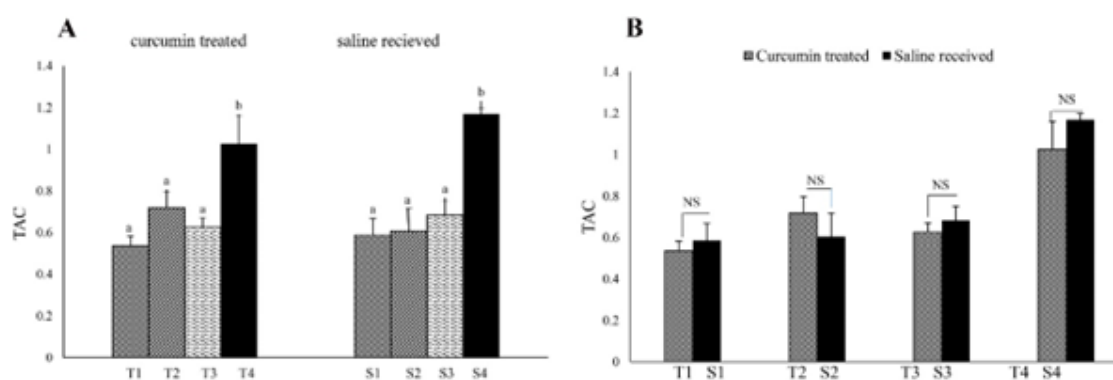 A
curcumin treated saline recieved
1.4
1.2
1
0.8
0.6
0.4
0.2
0
TAC
a a a b a a a b
T1 T2 T3 T4 S1 S2 S3 S4
B
Curcumin treated Saline received
1.4
1.2
1
0.8
0.6
0.4
0.2
0
TAC
NS NS NS NS
T1 S1 T2 S2 T3 S3 T4 S4